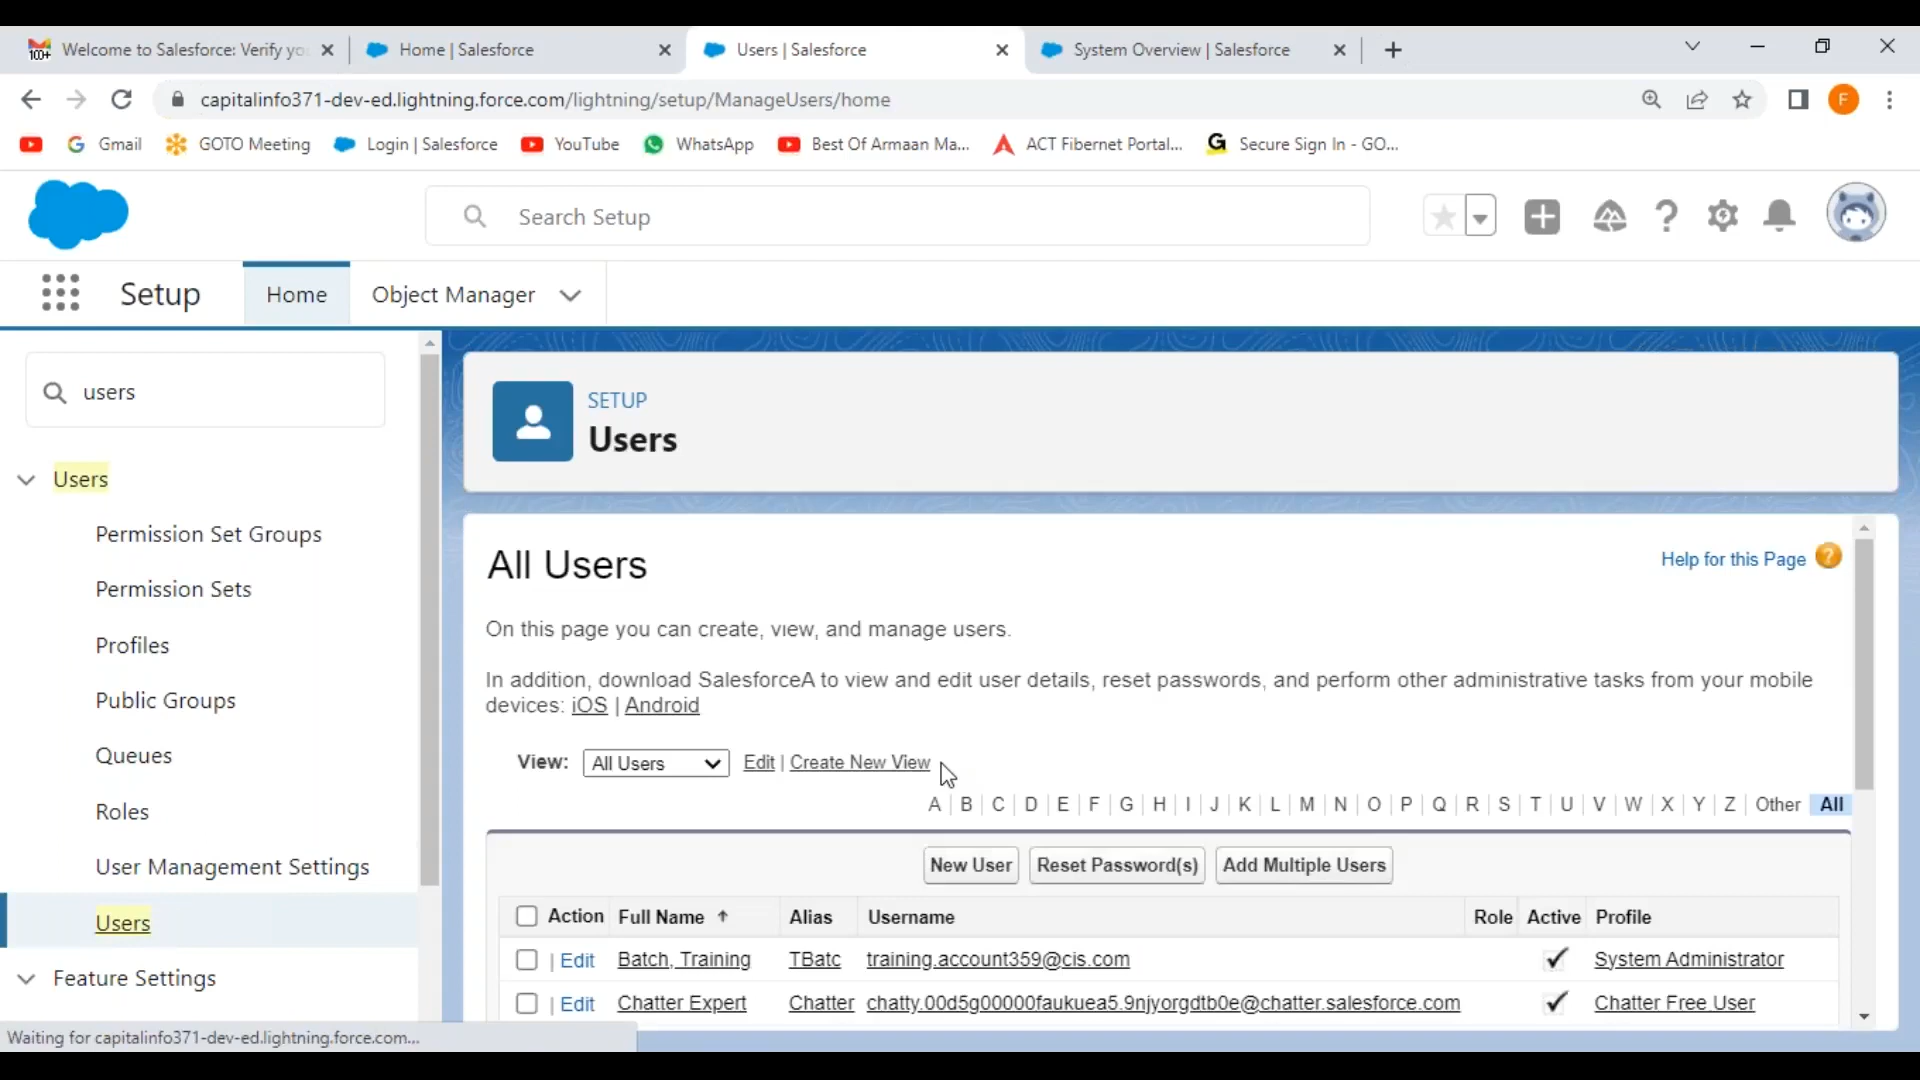 Welcome to Salesforce: Verify yo
Home | Salesforce
Users | Salesforce
System Overview | Salesforce
capitalinfo371-dev-ed.lightning.force.com/lightning/setup/ManageUsers/home
F
Gmail
GOTO Meeting
Login | Salesforce
YouTube
WhatsApp
Best Of Armaan Ma...
ACT Fibernet Portal...
Secure Sign In - GO...
Search Setup
Setup
Home
Object Manager
users
Users
Permission Set Groups
Permission Sets
Profiles
Public Groups
Queues
Roles
User Management Settings
Users
Feature Settings
SETUP
Users
All Users
Help for this Page
On this page you can create, view, and manage users.
In addition, download SalesforceA to view and edit user details, reset passwords, and perform other administrative tasks from your mobile
devices: iOS | Android
View: All Users Edit | Create New View
A | B | C | D | E | F | G | H | I | J | K | L | M | N | O | P | Q | R | S | T | U | V | W | X | Y | Z | Other | All
New User Reset Password(s) Add Multiple Users
Action Full Name Alias Username Role Active Profile
| Edit Batch, Training TBatc training.account359@cis.com System Administrator
| Edit Chatter Expert Chatter chatty.00d5g00000faukuea5.9njyorgdtb0e@chatter.salesforce.com Chatter Free User
Waiting for capitalinfo371-dev-ed.lightning.force.com...